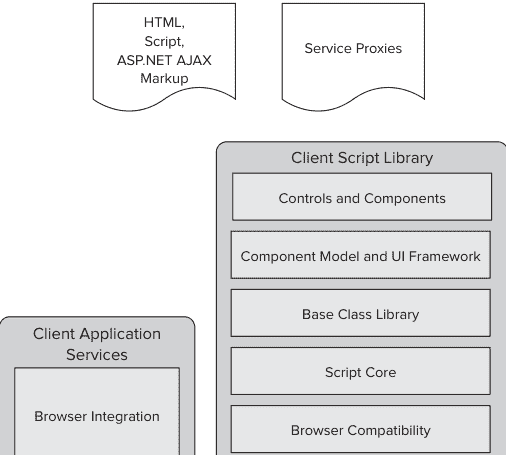 HTML,
Script,
ASP.NET AJAX
Markup
Service Proxies
Client Script Library
Controls and Components
Component Model and UI Framework
Base Class Library
Script Core
Browser Compatibility
Client Application
Services
Browser Integration